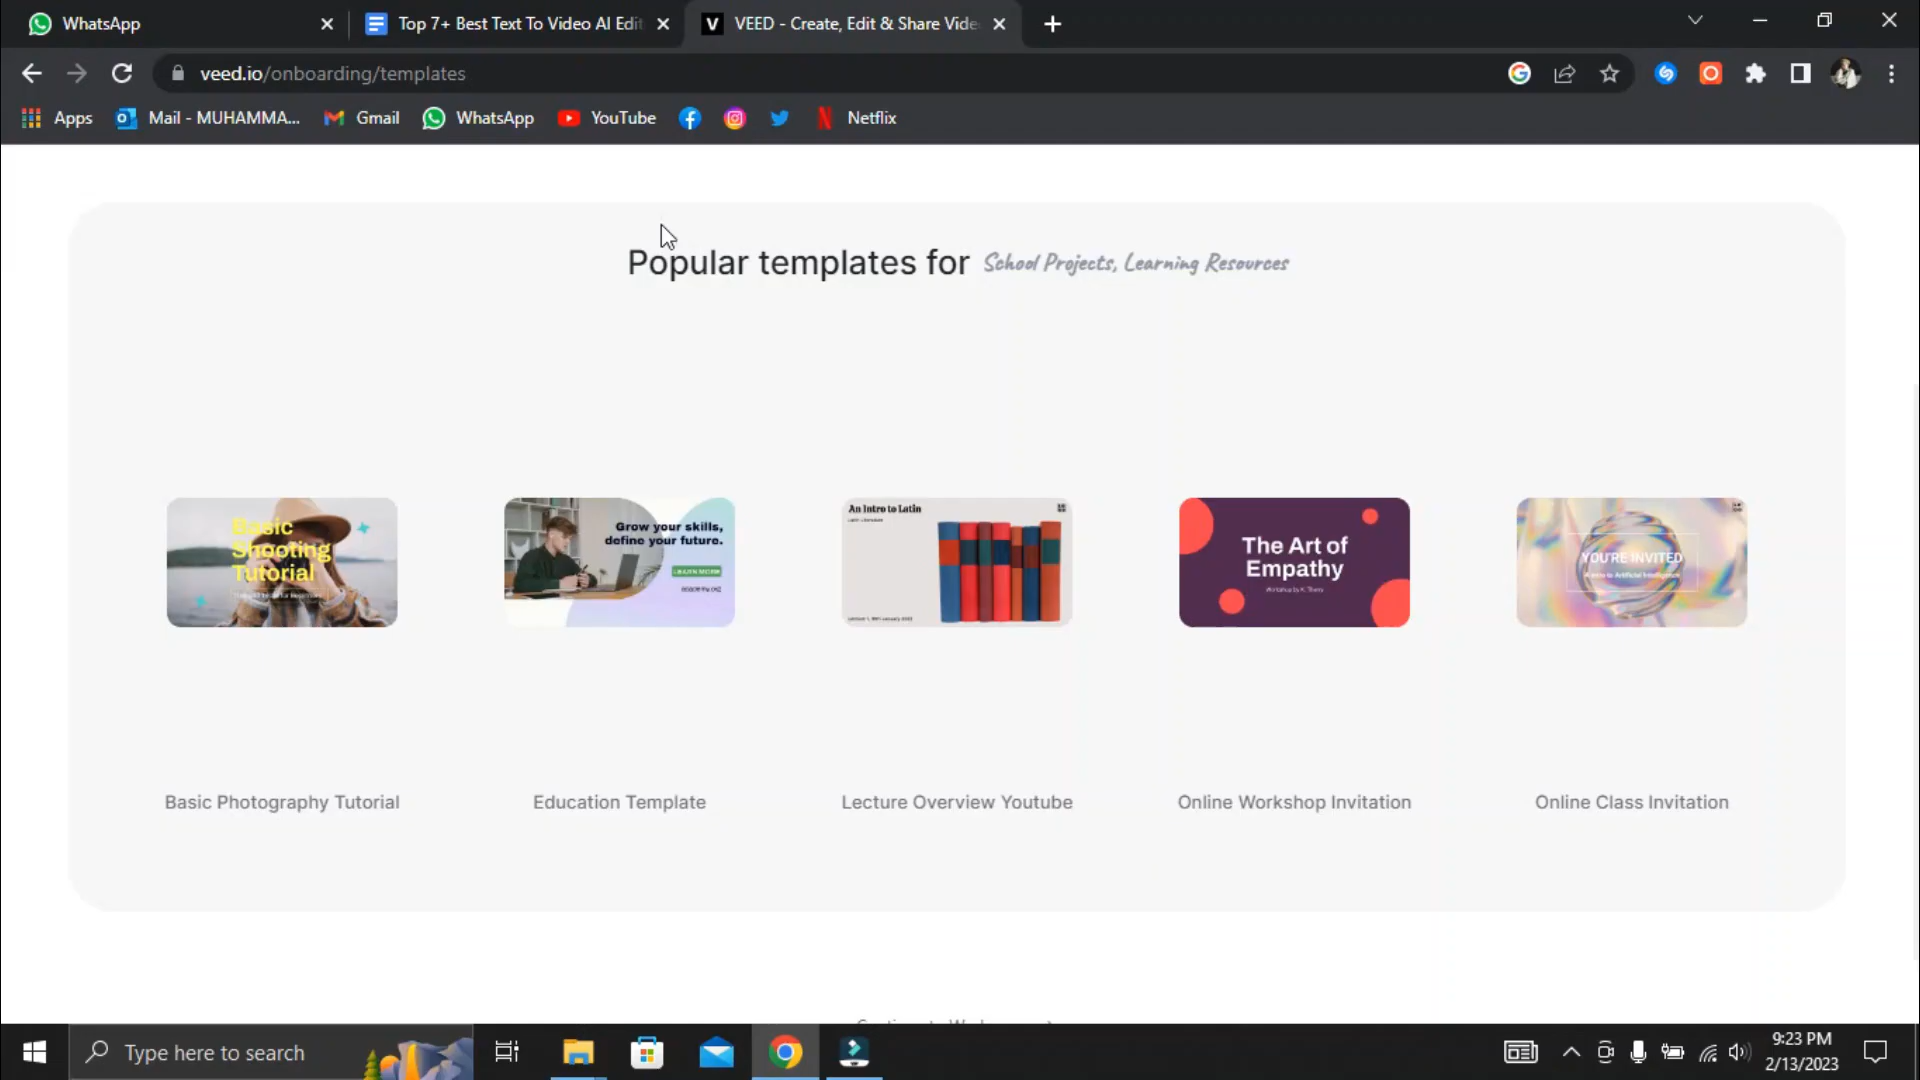 WhatsApp
Top 7+ Best Text To Video AI Edit
VEED - Create, Edit & Share Vide
veed.io/onboarding/templates
Apps
Mail - MUHAMMA...
Gmail
WhatsApp
YouTube
Netflix
Popular templates for School Projects, Learning Resources
Basic
Shooting
Tutorial
Grow your skills,
define your future.
LEARN MORE
An Intro to Latin
The Art of
Empathy
YOU'RE INVITED
Basic Photography Tutorial
Education Template
Lecture Overview Youtube
Online Workshop Invitation
Online Class Invitation
Type here to search
9:23 PM
2/13/2023